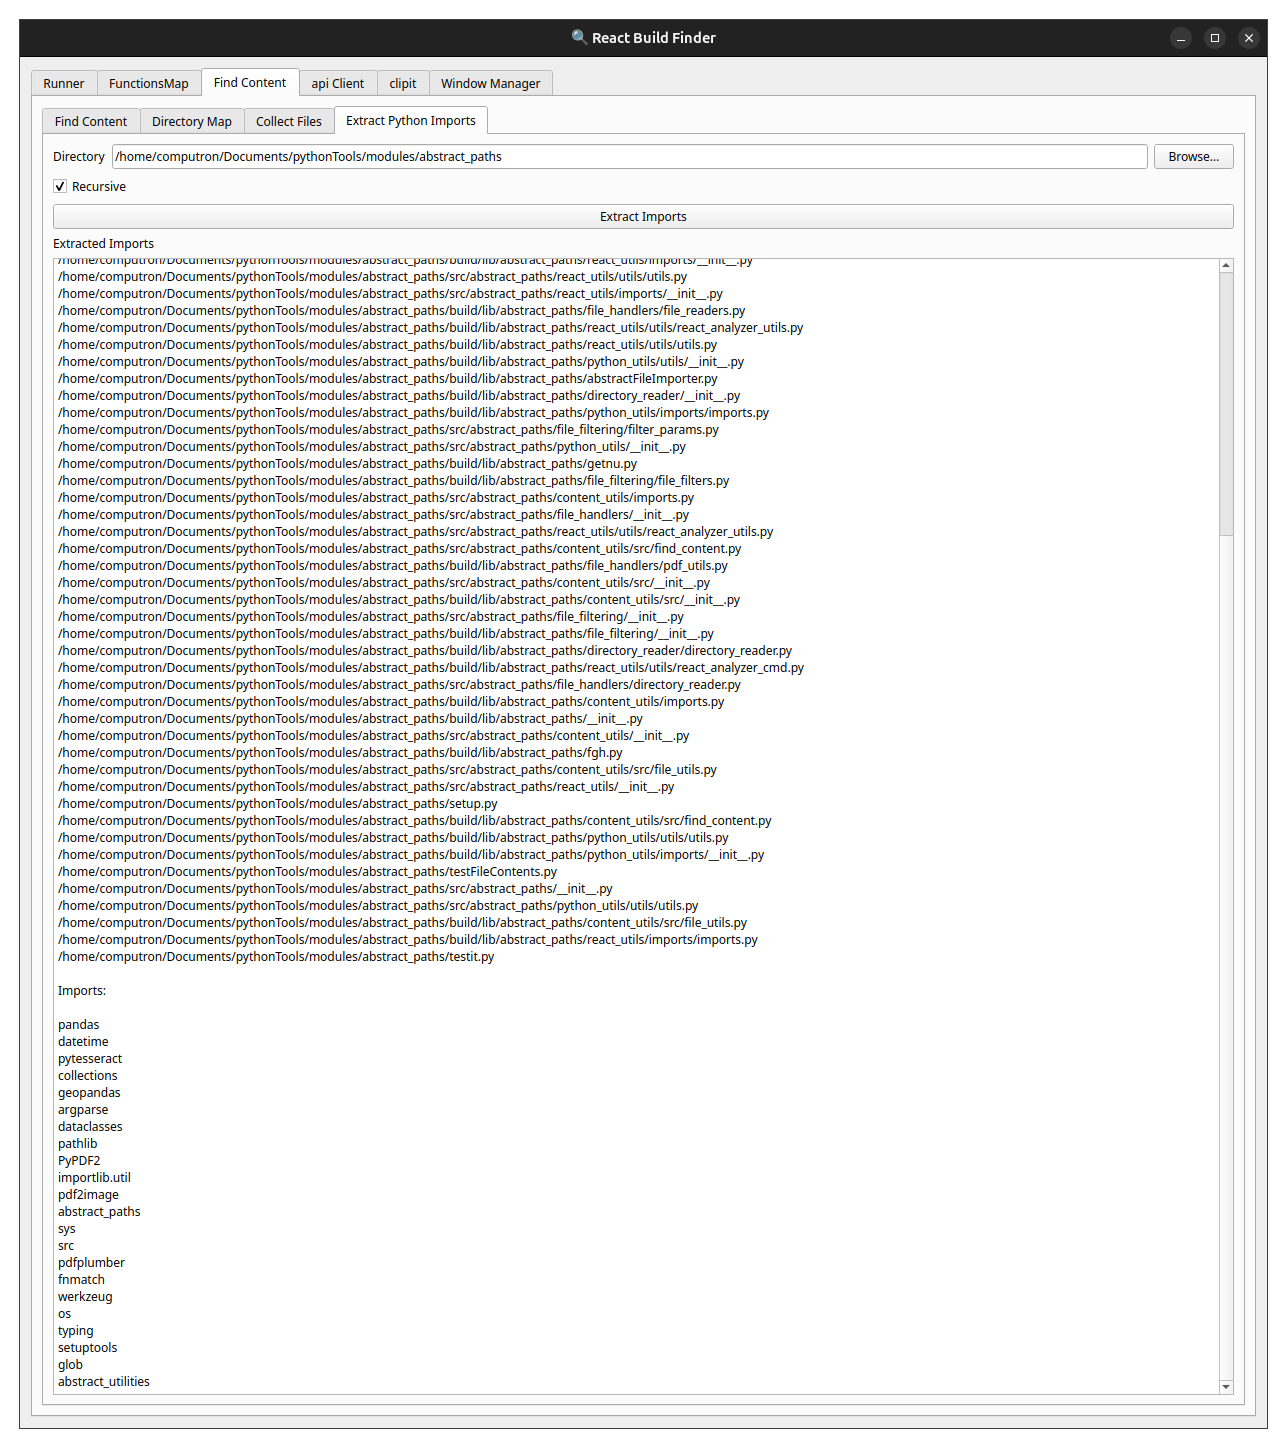 🔍 React Build Finder
Runner FunctionsMap Find Content api Client clipit Window Manager
Find Content Directory Map Collect Files Extract Python Imports
Directory /home/computron/Documents/pythonTools/modules/abstract_paths Browse...
Recursive
Extract Imports
Extracted Imports
/home/computron/Documents/pythonTools/modules/abstract_paths/build/lib/abstract_paths/react_utils/imports/__init__.py
/home/computron/Documents/pythonTools/modules/abstract_paths/src/abstract_paths/react_utils/utils/utils.py
/home/computron/Documents/pythonTools/modules/abstract_paths/src/abstract_paths/react_utils/imports/__init__.py
/home/computron/Documents/pythonTools/modules/abstract_paths/build/lib/abstract_paths/file_handlers/file_readers.py
/home/computron/Documents/pythonTools/modules/abstract_paths/build/lib/abstract_paths/react_utils/utils/react_analyzer_utils.py
/home/computron/Documents/pythonTools/modules/abstract_paths/build/lib/abstract_paths/react_utils/utils/utils.py
/home/computron/Documents/pythonTools/modules/abstract_paths/build/lib/abstract_paths/python_utils/utils/__init__.py
/home/computron/Documents/pythonTools/modules/abstract_paths/build/lib/abstract_paths/abstractFileImporter.py
/home/computron/Documents/pythonTools/modules/abstract_paths/build/lib/abstract_paths/directory_reader/__init__.py
/home/computron/Documents/pythonTools/modules/abstract_paths/build/lib/abstract_paths/python_utils/imports/imports.py
/home/computron/Documents/pythonTools/modules/abstract_paths/src/abstract_paths/file_filtering/filter_params.py
/home/computron/Documents/pythonTools/modules/abstract_paths/src/abstract_paths/python_utils/__init__.py
/home/computron/Documents/pythonTools/modules/abstract_paths/build/lib/abstract_paths/getnu.py
/home/computron/Documents/pythonTools/modules/abstract_paths/build/lib/abstract_paths/file_filtering/file_filters.py
/home/computron/Documents/pythonTools/modules/abstract_paths/src/abstract_paths/content_utils/imports.py
/home/computron/Documents/pythonTools/modules/abstract_paths/src/abstract_paths/file_handlers/__init__.py
/home/computron/Documents/pythonTools/modules/abstract_paths/src/abstract_paths/react_utils/utils/react_analyzer_utils.py
/home/computron/Documents/pythonTools/modules/abstract_paths/src/abstract_paths/content_utils/src/find_content.py
/home/computron/Documents/pythonTools/modules/abstract_paths/build/lib/abstract_paths/file_handlers/pdf_utils.py
/home/computron/Documents/pythonTools/modules/abstract_paths/src/abstract_paths/content_utils/src/__init__.py
/home/computron/Documents/pythonTools/modules/abstract_paths/build/lib/abstract_paths/content_utils/src/__init__.py
/home/computron/Documents/pythonTools/modules/abstract_paths/src/abstract_paths/file_filtering/__init__.py
/home/computron/Documents/pythonTools/modules/abstract_paths/build/lib/abstract_paths/file_filtering/__init__.py
/home/computron/Documents/pythonTools/modules/abstract_paths/build/lib/abstract_paths/directory_reader/directory_reader.py
/home/computron/Documents/pythonTools/modules/abstract_paths/build/lib/abstract_paths/react_utils/utils/react_analyzer_cmd.py
/home/computron/Documents/pythonTools/modules/abstract_paths/src/abstract_paths/file_handlers/directory_reader.py
/home/computron/Documents/pythonTools/modules/abstract_paths/build/lib/abstract_paths/content_utils/imports.py
/home/computron/Documents/pythonTools/modules/abstract_paths/build/lib/abstract_paths/__init__.py
/home/computron/Documents/pythonTools/modules/abstract_paths/src/abstract_paths/content_utils/__init__.py
/home/computron/Documents/pythonTools/modules/abstract_paths/build/lib/abstract_paths/fgh.py
/home/computron/Documents/pythonTools/modules/abstract_paths/src/abstract_paths/content_utils/src/file_utils.py
/home/computron/Documents/pythonTools/modules/abstract_paths/src/abstract_paths/react_utils/__init__.py
/home/computron/Documents/pythonTools/modules/abstract_paths/setup.py
/home/computron/Documents/pythonTools/modules/abstract_paths/build/lib/abstract_paths/content_utils/src/find_content.py
/home/computron/Documents/pythonTools/modules/abstract_paths/build/lib/abstract_paths/python_utils/utils/utils.py
/home/computron/Documents/pythonTools/modules/abstract_paths/build/lib/abstract_paths/python_utils/imports/__init__.py
/home/computron/Documents/pythonTools/modules/abstract_paths/testFileContents.py
/home/computron/Documents/pythonTools/modules/abstract_paths/src/abstract_paths/__init__.py
/home/computron/Documents/pythonTools/modules/abstract_paths/src/abstract_paths/python_utils/utils/utils.py
/home/computron/Documents/pythonTools/modules/abstract_paths/build/lib/abstract_paths/content_utils/src/file_utils.py
/home/computron/Documents/pythonTools/modules/abstract_paths/build/lib/abstract_paths/react_utils/imports/imports.py
/home/computron/Documents/pythonTools/modules/abstract_paths/testit.py
Imports:
pandas
datetime
pytesseract
collections
geopandas
argparse
dataclasses
pathlib
PyPDF2
importlib.util
pdf2image
abstract_paths
sys
src
pdfplumber
fnmatch
werkzeug
os
typing
setuptools
glob
abstract_utilities